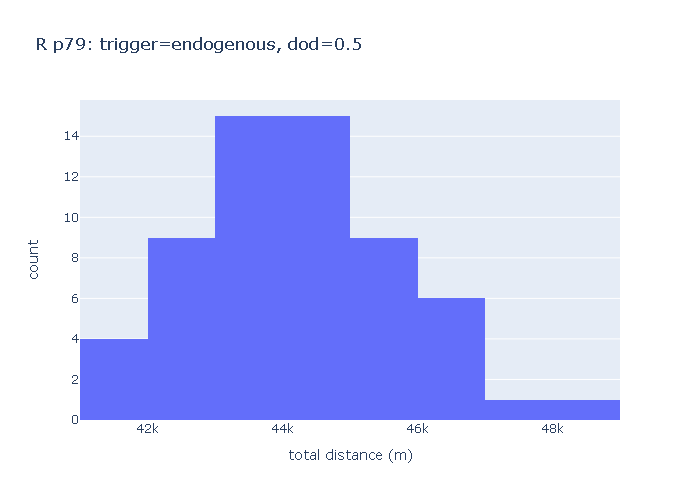 R p79: trigger=endogenous, dod=0.5
14
12
10
8
6
4
2
0
count
42k
44k
46k
48k
total distance (m)